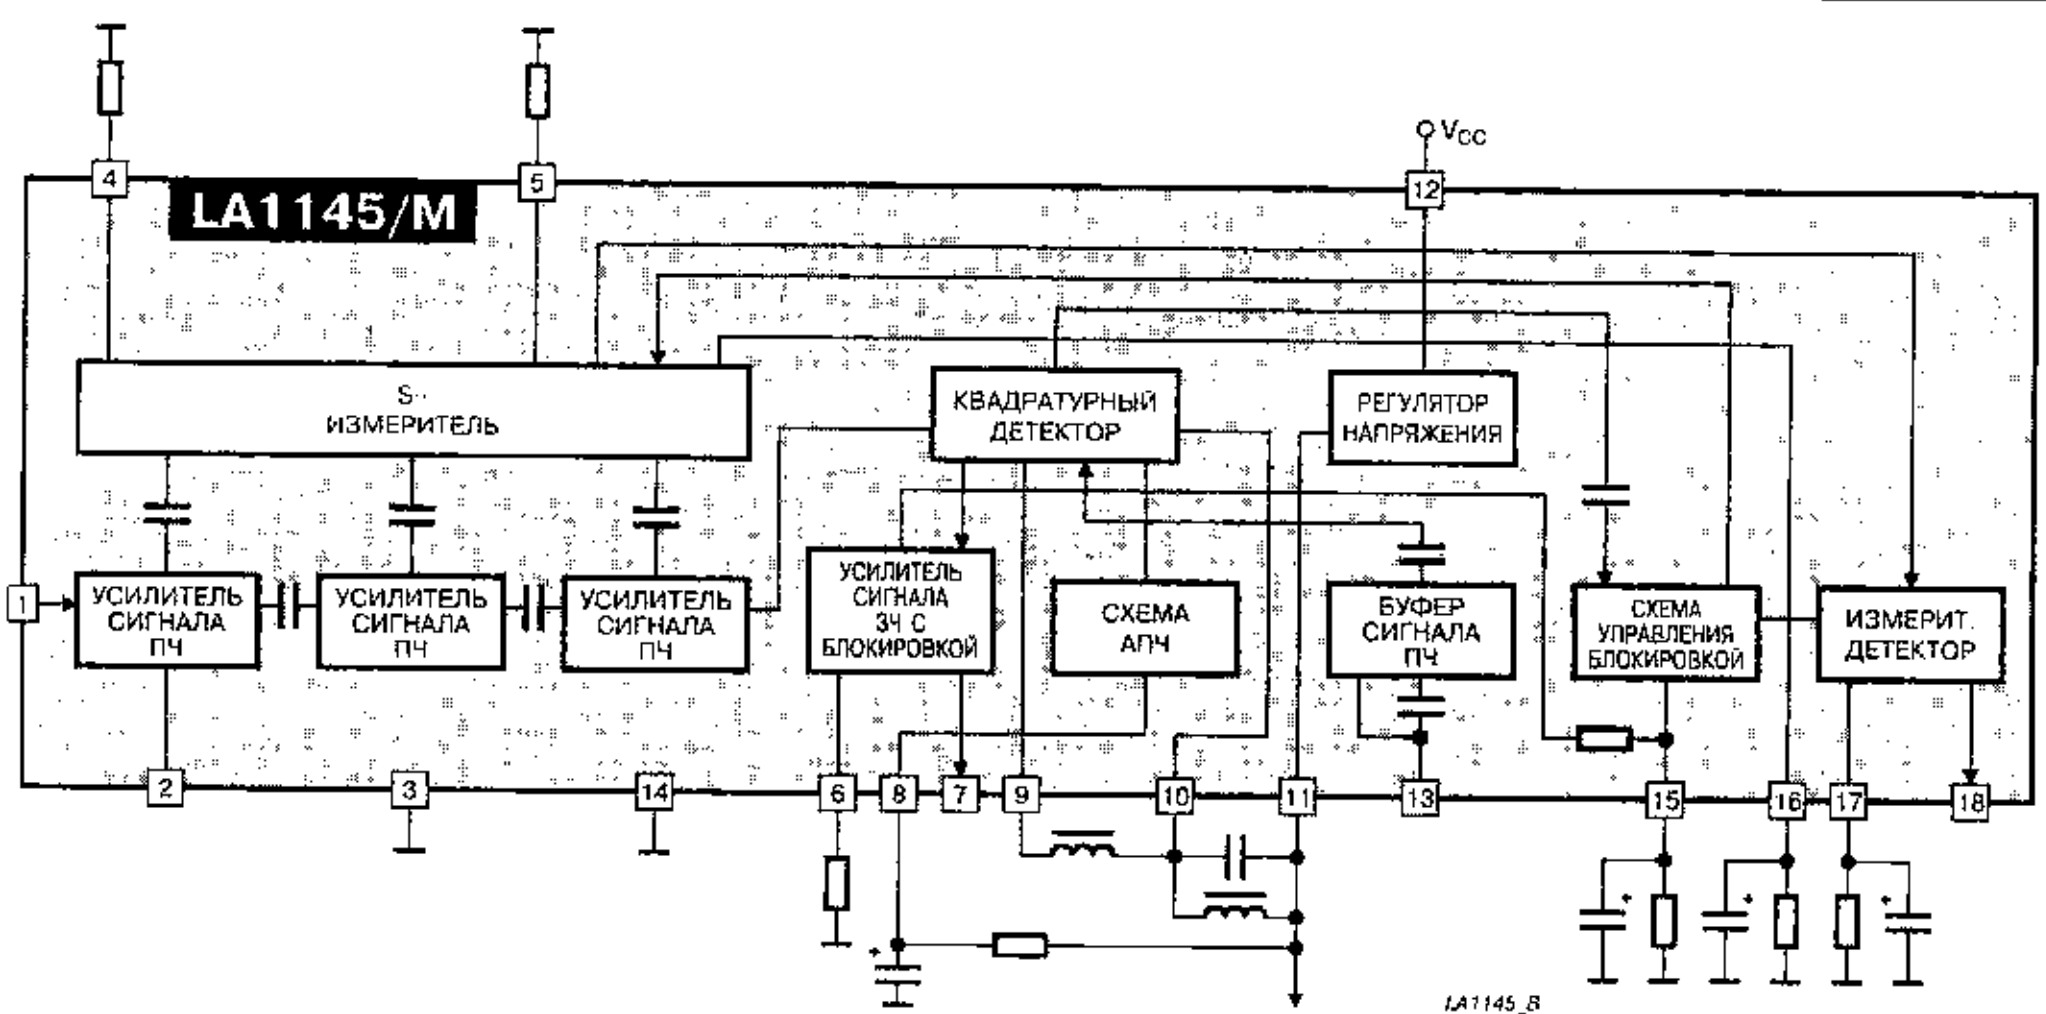 VCC
4
5
12
LA1145/M
S-
ИЗМЕРИТЕЛЬ
КВАДРАТУРНЫЙ
ДЕТЕКТОР
РЕГУЛЯТОР
НАПРЯЖЕНИЯ
1
УСИЛИТЕЛЬ
СИГНАЛА
ПЧ
УСИЛИТЕЛЬ
СИГНАЛА
ПЧ
УСИЛИТЕЛЬ
СИГНАЛА
ПЧ
УСИЛИТЕЛЬ
СИГНАЛА
ЗЧ С
БЛОКИРОВКОЙ
СХЕМА
АПЧ
БУФЕР
СИГНАЛА
ПЧ
СХЕМА
УПРАВЛЕНИЯ
БЛОКИРОВКОЙ
ИЗМЕРИТ.
ДЕТЕКТОР
2
3
14
6
8
7
9
10
11
13
15
16
17
18
+
+
+
+
LA1145_B